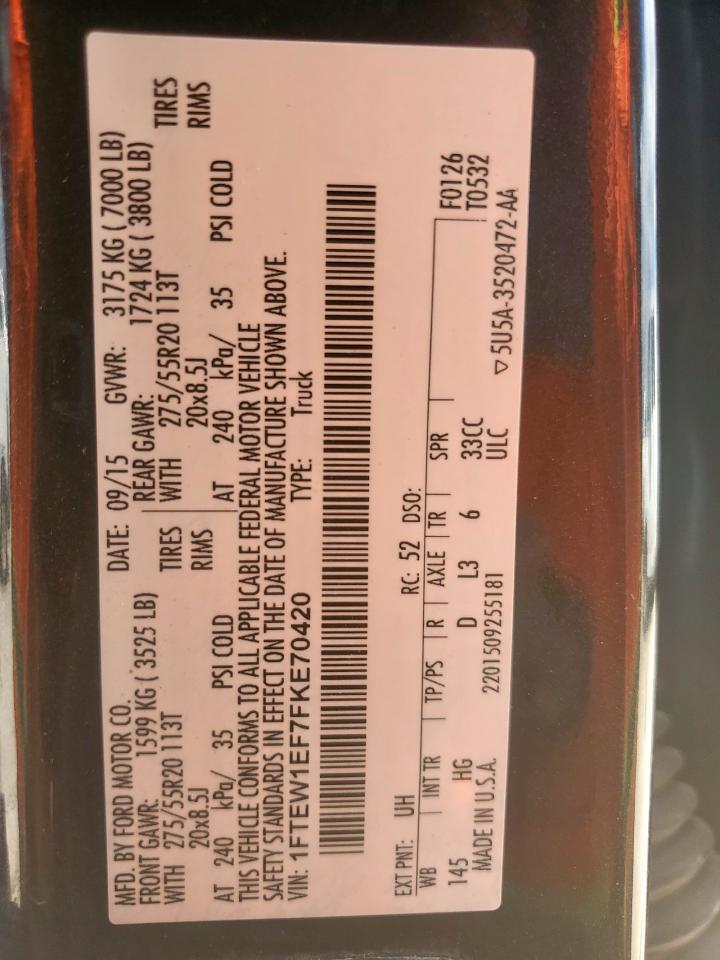 MFD. BY FORD MOTOR CO. DATE: 09/15 GVWR: 3175 KG ( 7000 LB)
FRONT GAWR: 1599 KG ( 3525 LB) REAR GAWR: 1724 KG ( 3800 LB)
WITH 275/55R20 113T TIRES WITH 275/55R20 113T TIRES
20x8.5J RIMS 20x8.5J RIMS
AT 240 kPa/ 35 PSI COLD AT 240 kPa/ 35 PSI COLD
THIS VEHICLE CONFORMS TO ALL APPLICABLE FEDERAL MOTOR VEHICLE
SAFETY STANDARDS IN EFFECT ON THE DATE OF MANUFACTURE SHOWN ABOVE.
VIN: 1FTEW1EF7FKE70420 TYPE: Truck
EXT PNT: UH RC: 52 DSO:
WB INT TR TP/PS R AXLE TR SPR F0126
145 HG D L3 6 33CC T0532
MADE IN U.S.A. 2201509255181 ULC ▽5U5A-3520472-AA